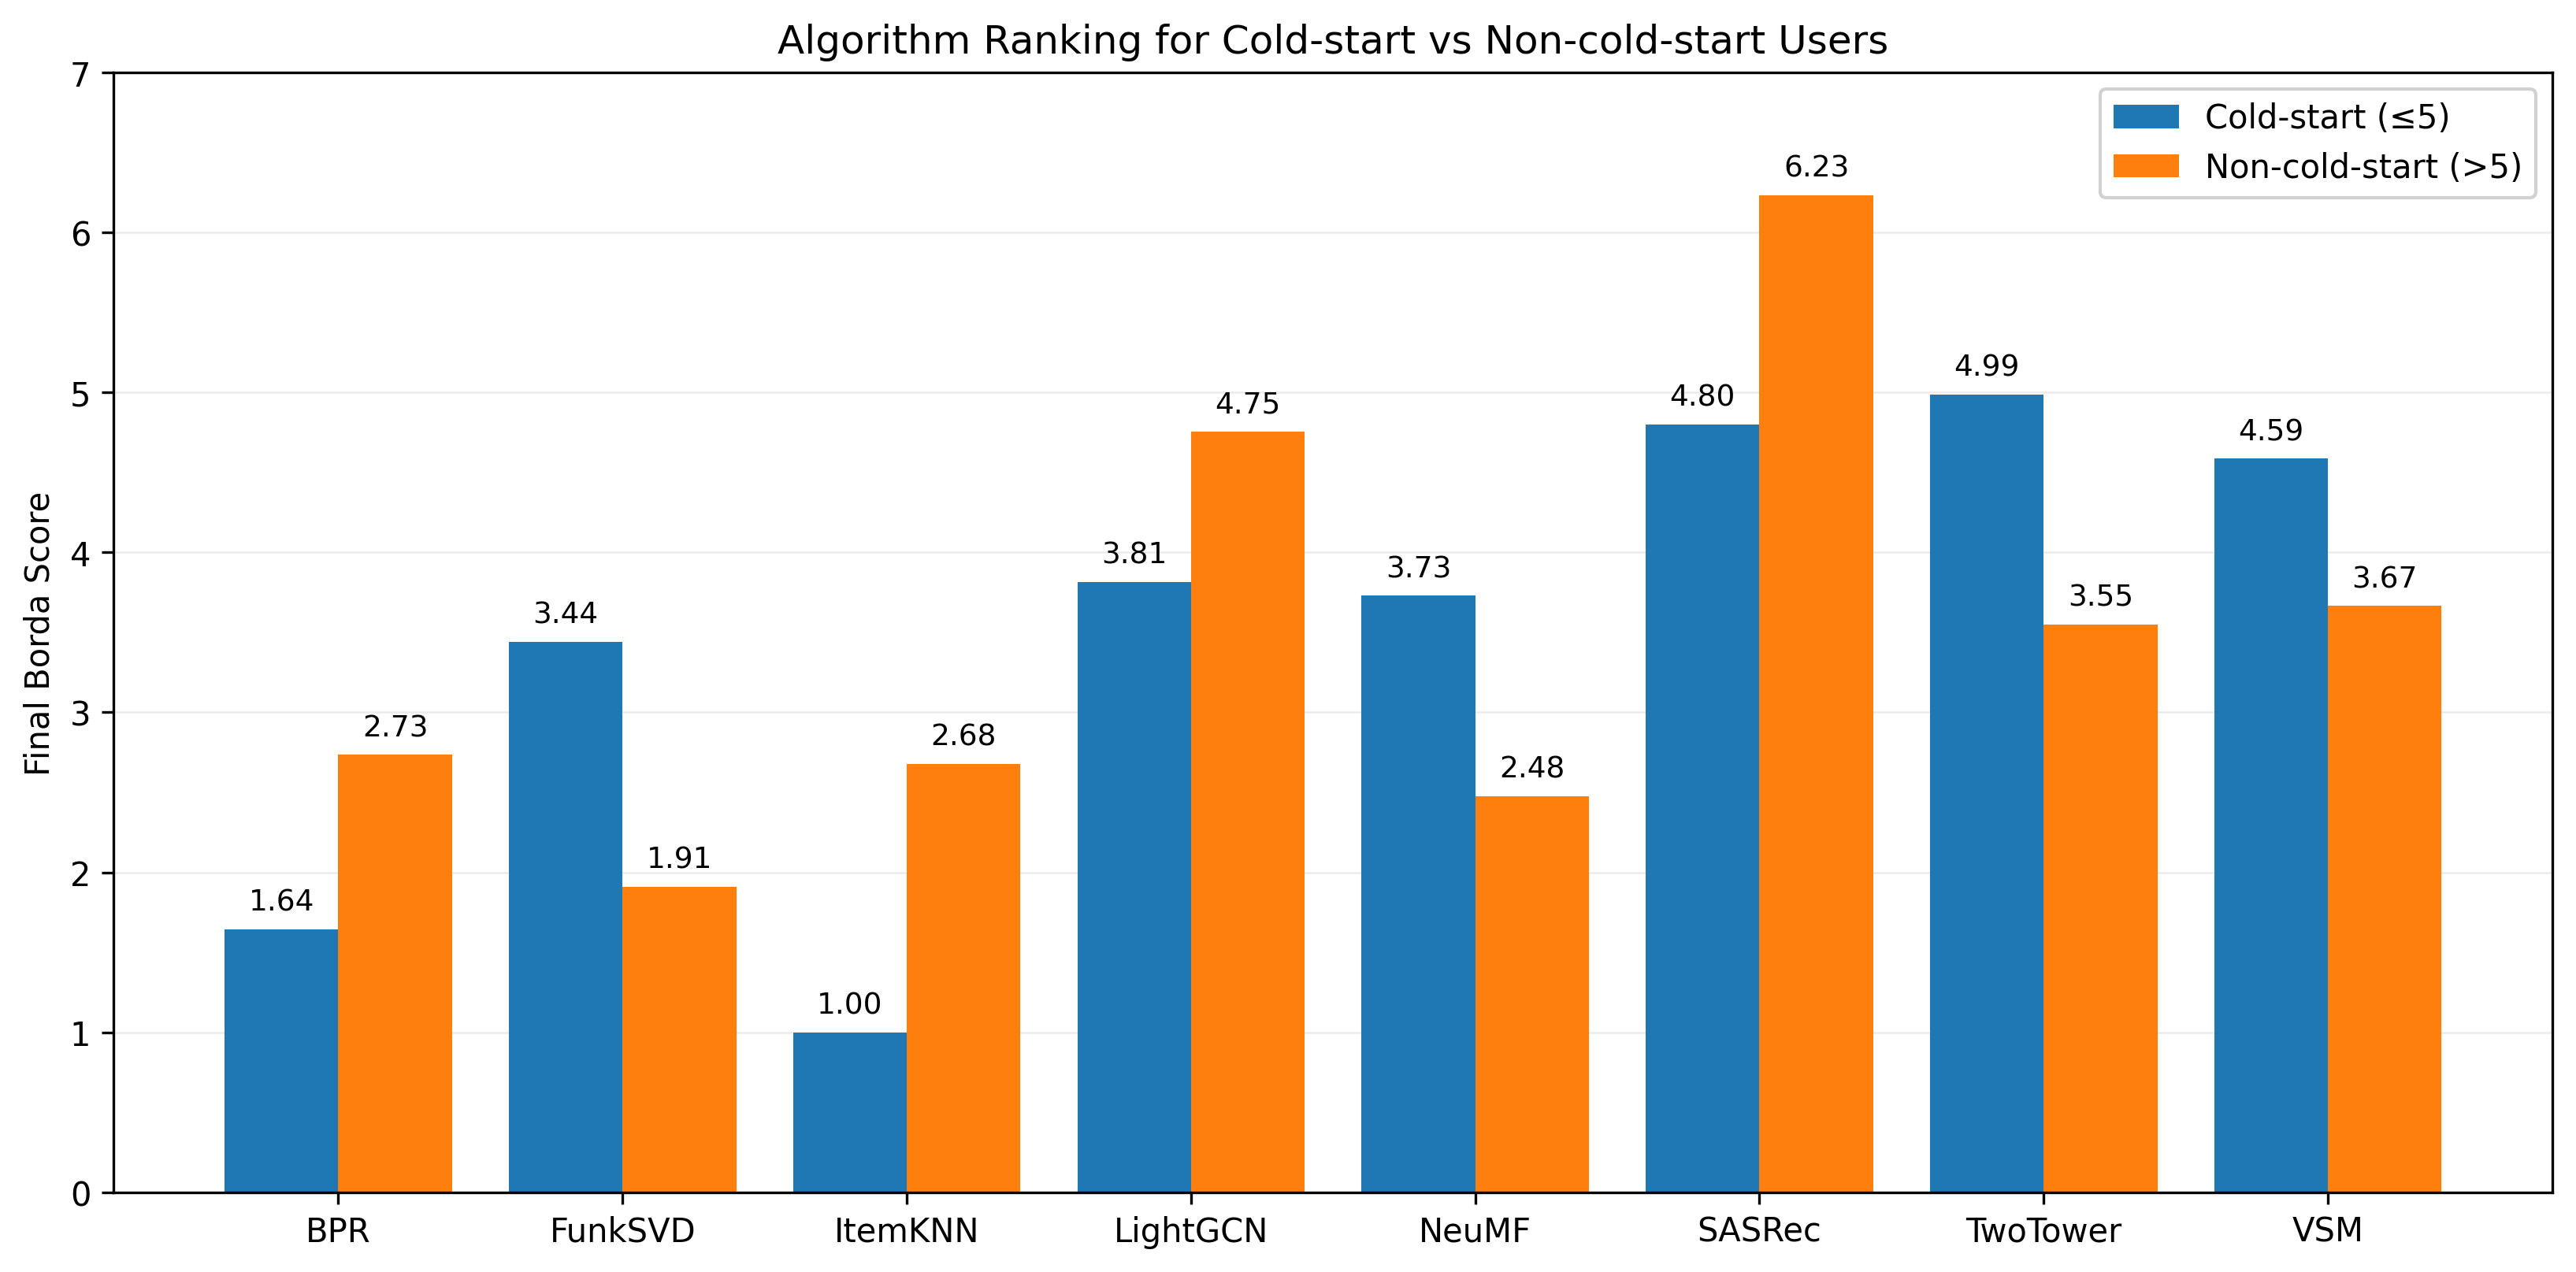 Algorithm Ranking for Cold-start vs Non-cold-start Users
Final Borda Score
7
6
5
4
3
2
1
0
Cold-start (≤5)
Non-cold-start (>5)
1.64
2.73
3.44
1.91
1.00
2.68
3.81
4.75
3.73
2.48
4.80
6.23
4.99
3.55
4.59
3.67
BPR
FunkSVD
ItemKNN
LightGCN
NeuMF
SASRec
TwoTower
VSM